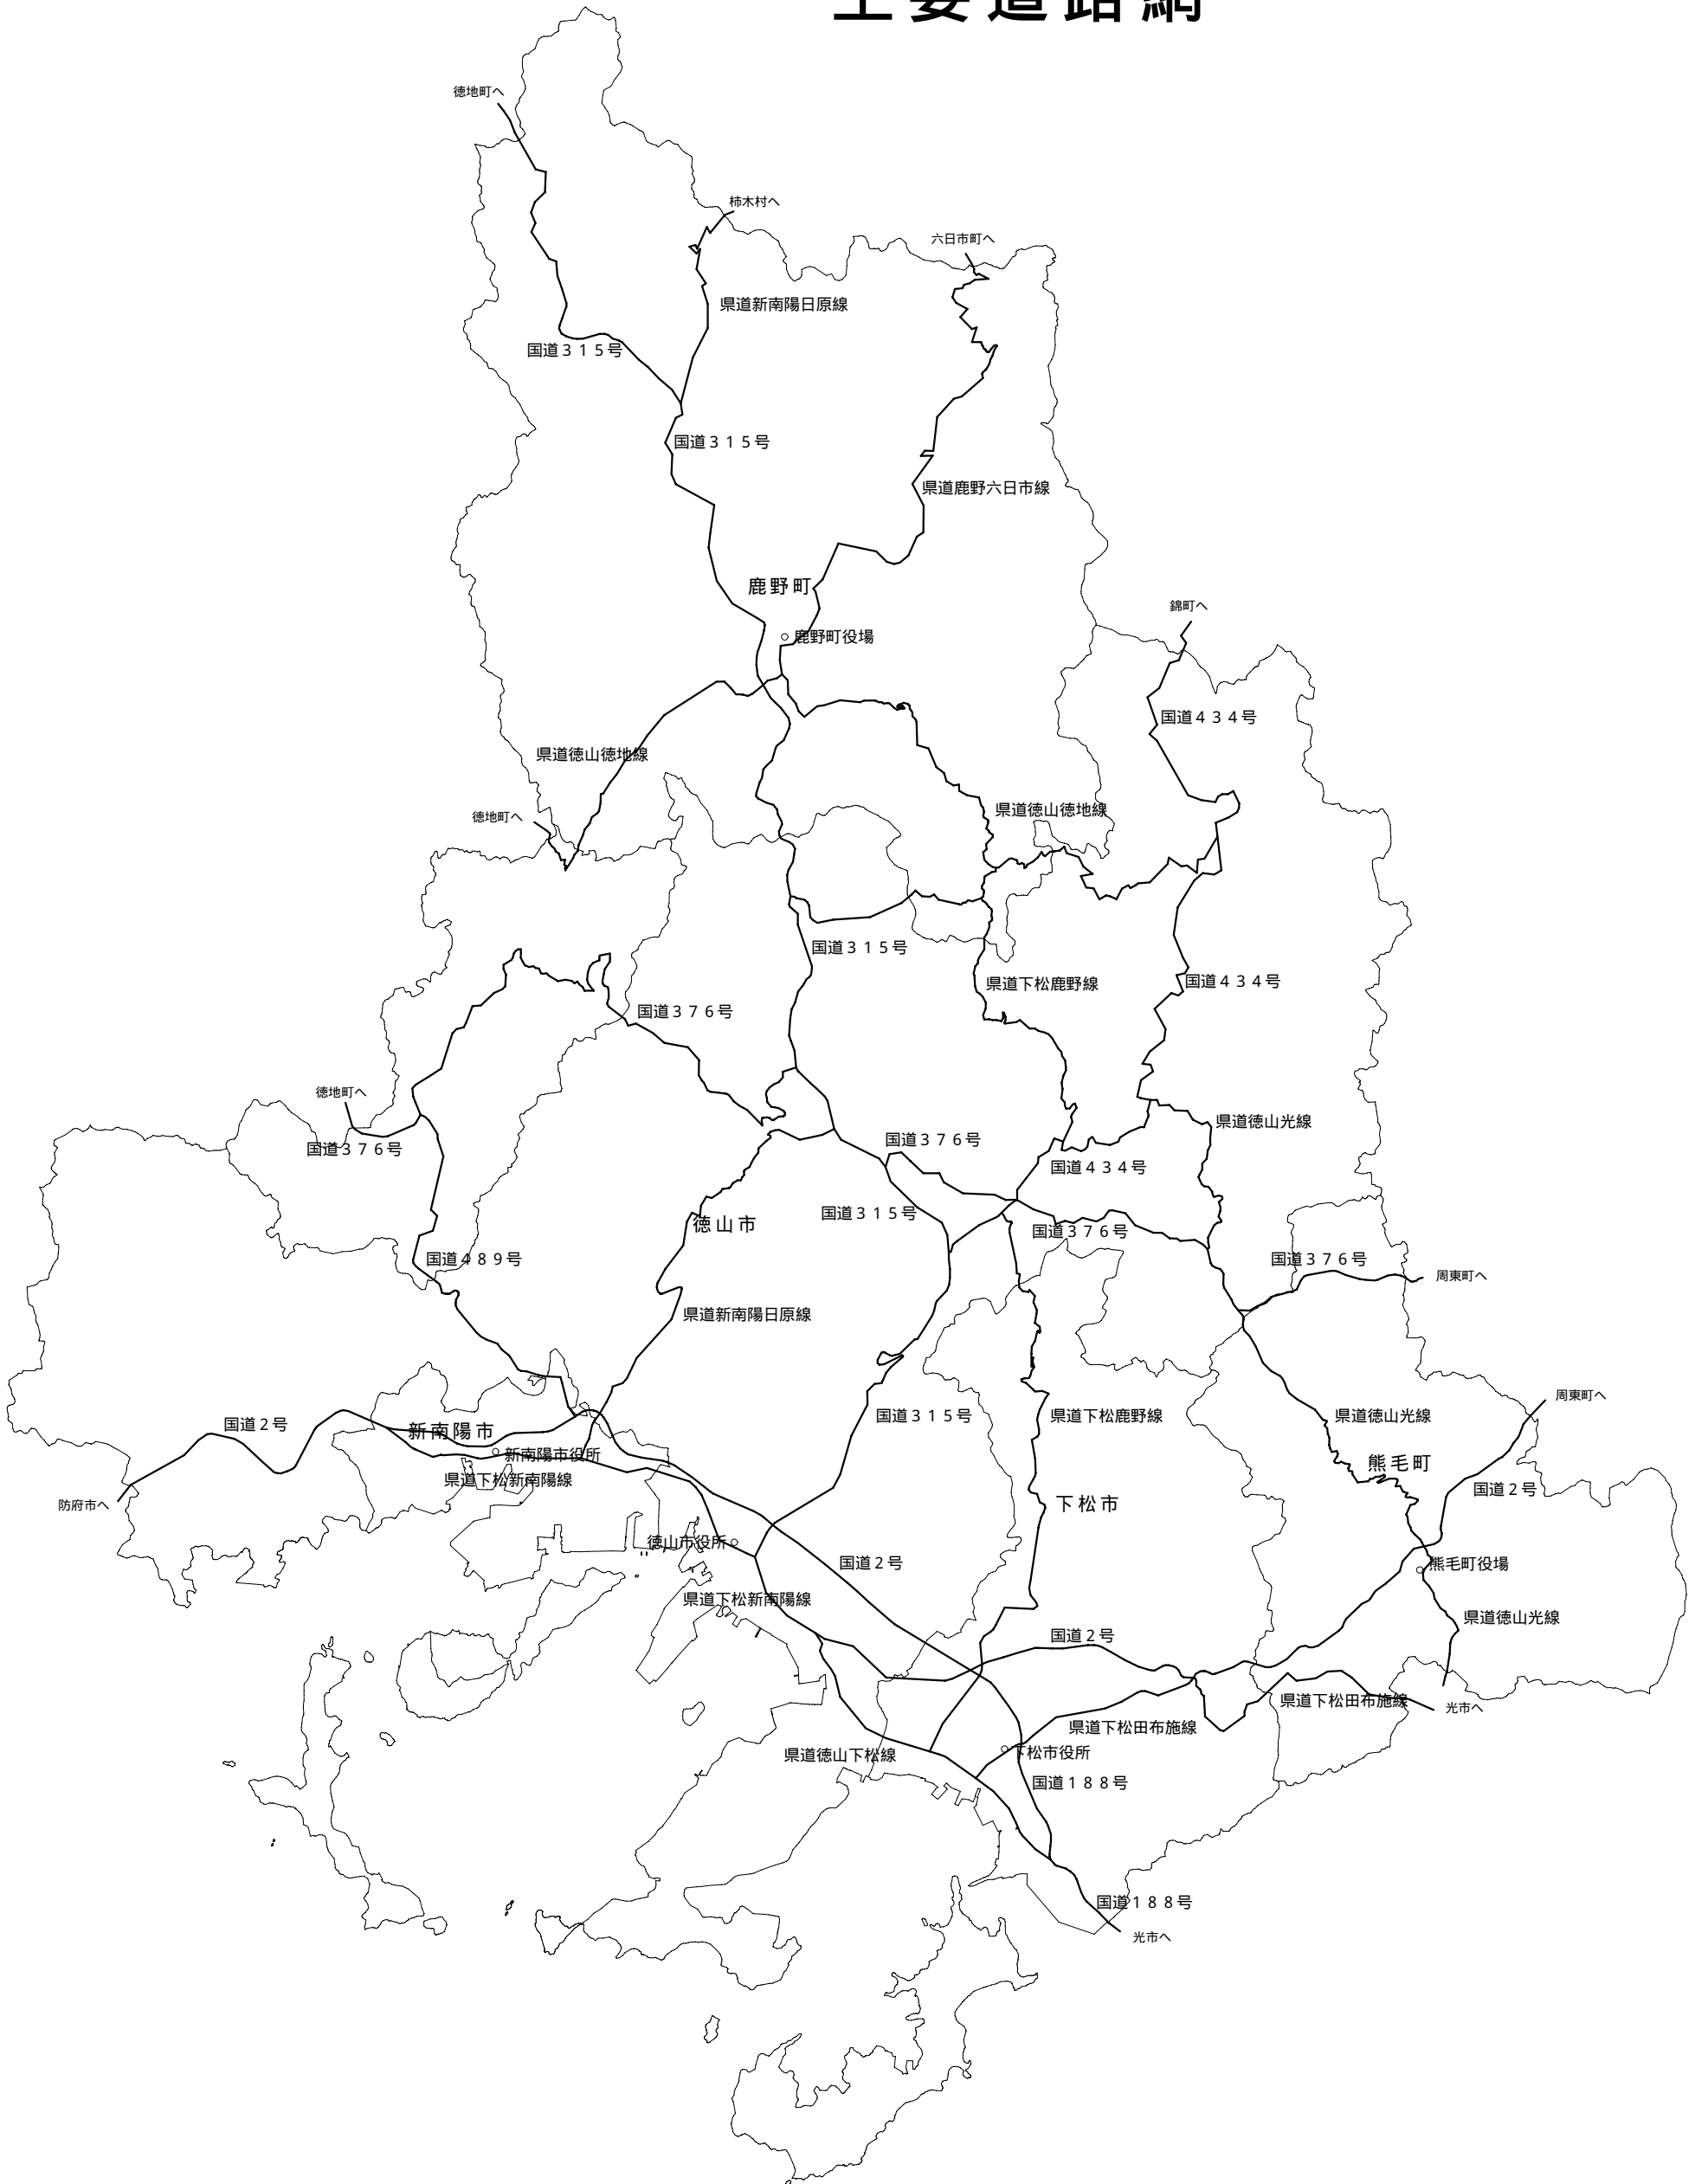 主要道路網
徳地町へ
柿木村へ
六日市町へ
県道新南陽日原線
国道３１５号
国道３１５号
県道鹿野六日市線
鹿野町
錦町へ
鹿野町役場
国道４３４号
県道徳山徳地線
県道徳山徳地線
徳地町へ
国道３１５号
国道４３４号
県道下松鹿野線
国道３７６号
徳地町へ
県道徳山光線
国道３７６号
国道３７６号
国道４３４号
国道３１５号
徳山市
国道３７６号
国道４８９号
国道３７６号
周東町へ
県道新南陽日原線
周東町へ
国道３１５号
県道下松鹿野線
県道徳山光線
国道２号
新南陽市
新南陽市役所
熊毛町
県道下松新南陽線
国道２号
防府市へ
下松市
徳山市役所
国道２号
熊毛町役場
県道下松新南陽線
県道徳山光線
国道２号
県道下松田布施線
光市へ
県道下松田布施線
県道徳山下松線
下松市役所
国道１８８号
国道１８８号
光市へ